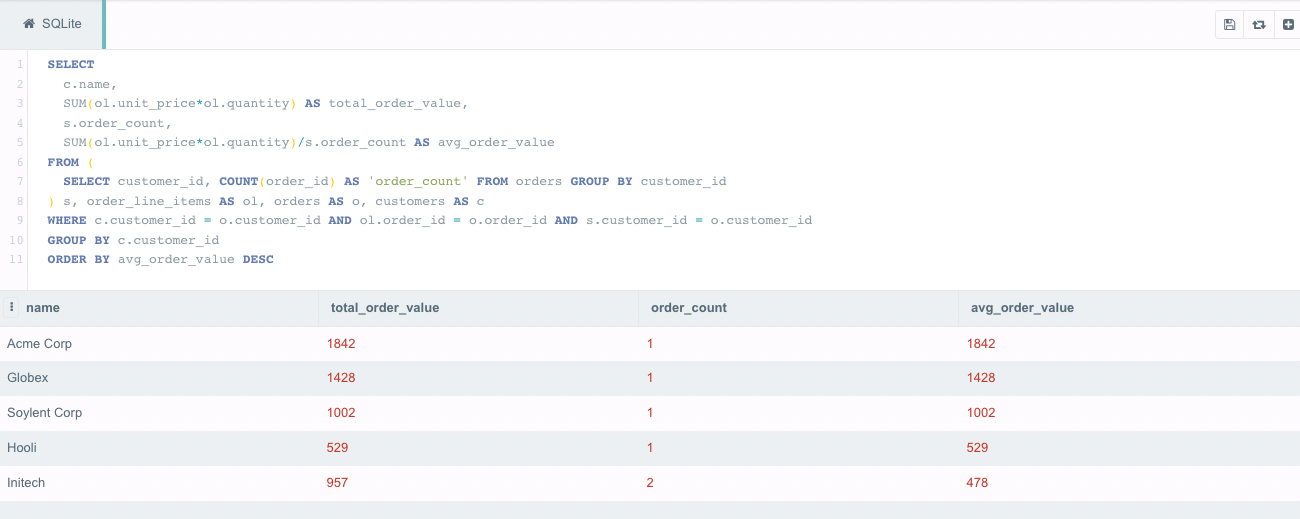 SQLite
1 SELECT
2 c.name,
3 SUM(ol.unit_price*ol.quantity) AS total_order_value,
4 s.order_count,
5 SUM(ol.unit_price*ol.quantity)/s.order_count AS avg_order_value
6 FROM (
7 SELECT customer_id, COUNT(order_id) AS 'order_count' FROM orders GROUP BY customer_id
8 ) s, order_line_items AS ol, orders AS o, customers AS c
9 WHERE c.customer_id = o.customer_id AND ol.order_id = o.order_id AND s.customer_id = o.customer_id
10 GROUP BY c.customer_id
11 ORDER BY avg_order_value DESC
name total_order_value order_count avg_order_value
Acme Corp 1842 1 1842
Globex 1428 1 1428
Soylent Corp 1002 1 1002
Hooli 529 1 529
Initech 957 2 478